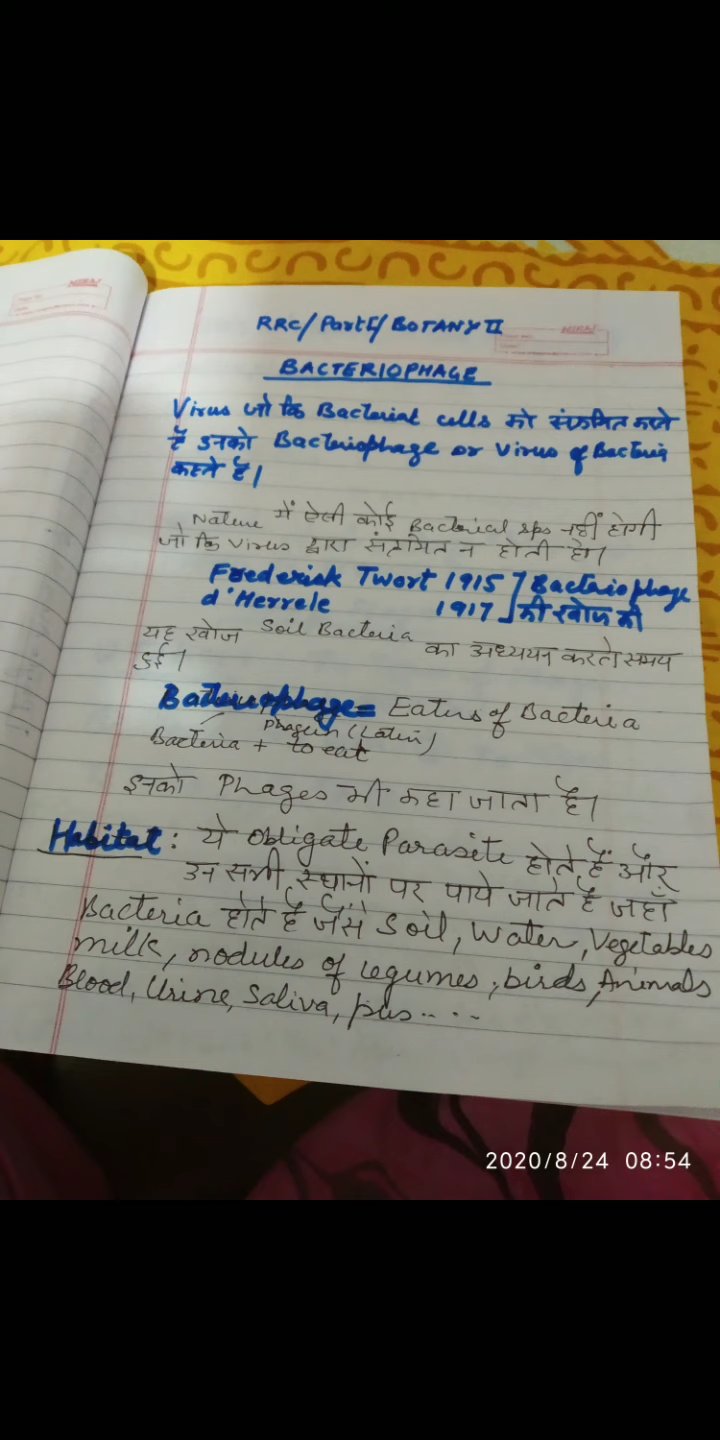 RRC/Part I/BOTANY II
BACTERIOPHAGE
Virus जो कि Bacterial cells को संक्रमित करते
हैं उनको Bacteriophage or Virus of Bacteria
कहते हैं।
Nature में ऐसी कोई Bacterial sps नहीं होगी
जो कि Virus द्वारा संक्रमित न होती हो।
Frederick Twort 1915 ] Bacteriophage
d'Herrele 1917 ] की खोज की
यह खोज Soil Bacteria का अध्ययन करते समय
हुई।
Bacteriophage = Eaters of Bacteria
Phagein (Latin)
Bacteria + to eat
इनको Phages भी कहा जाता है।
Habitat : ये obligate Parasite होते हैं और
उन सभी स्थानों पर पाये जाते हैं जहाँ
Bacteria होते हैं जैसे Soil, Water, Vegetables
milk, nodules of legumes, birds, Animals
Blood, Urine, Saliva, pus....
2020/8/24 08:54